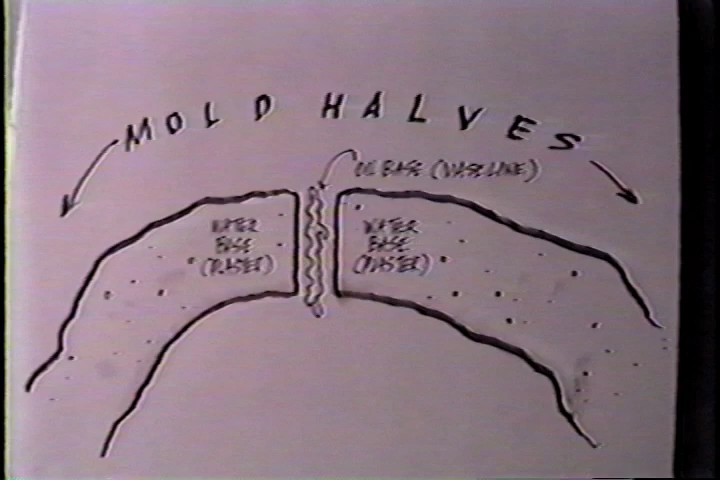 MOLD HALVES
OIL BASE (VASELINE)
WATER
BASE
(PLASTER)
WATER
BASE
(PLASTER)